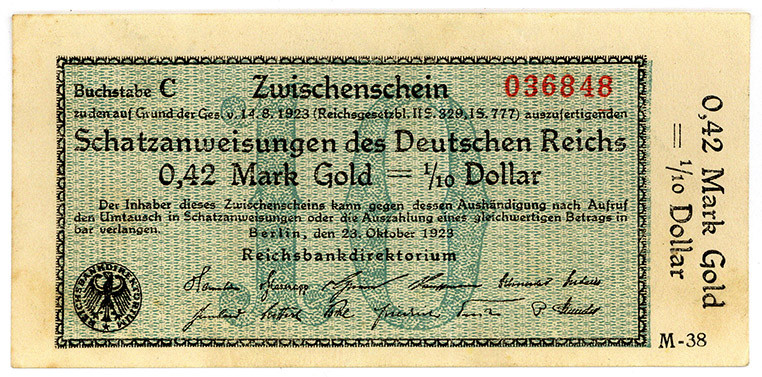 Buchstabe C Zwischenschein 036848
zu den auf Grund der Ges. v. 14. 8. 1923 (Reichsgesetzbl. II S. 329, I S. 777) auszufertigenden
Schatzanweisungen des Deutschen Reichs
0,42 Mark Gold = 1/10 Dollar
Der Inhaber dieses Zwischenscheins kann gegen dessen Aushändigung nach Aufruf
den Umtausch in Schatzanweisungen oder die Auszahlung eines gleichwertigen Betrags in
bar verlangen.
Berlin, den 23. Oktober 1923
Reichsbankdirektorium
REICHSBANKDIREKTORIUM
10
0,42 Mark Gold
= 1/10 Dollar
M-38